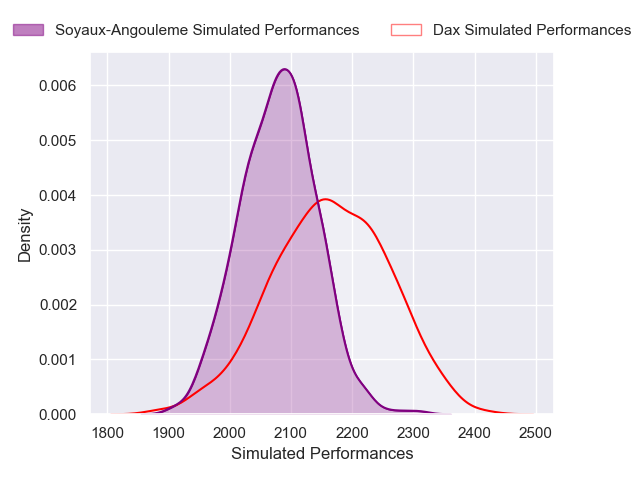 Soyaux-Angouleme Simulated Performances
Dax Simulated Performances
0.006
0.005
0.004
0.003
0.002
0.001
0.000
Density
1800 1900 2000 2100 2200 2300 2400 2500
Simulated Performances